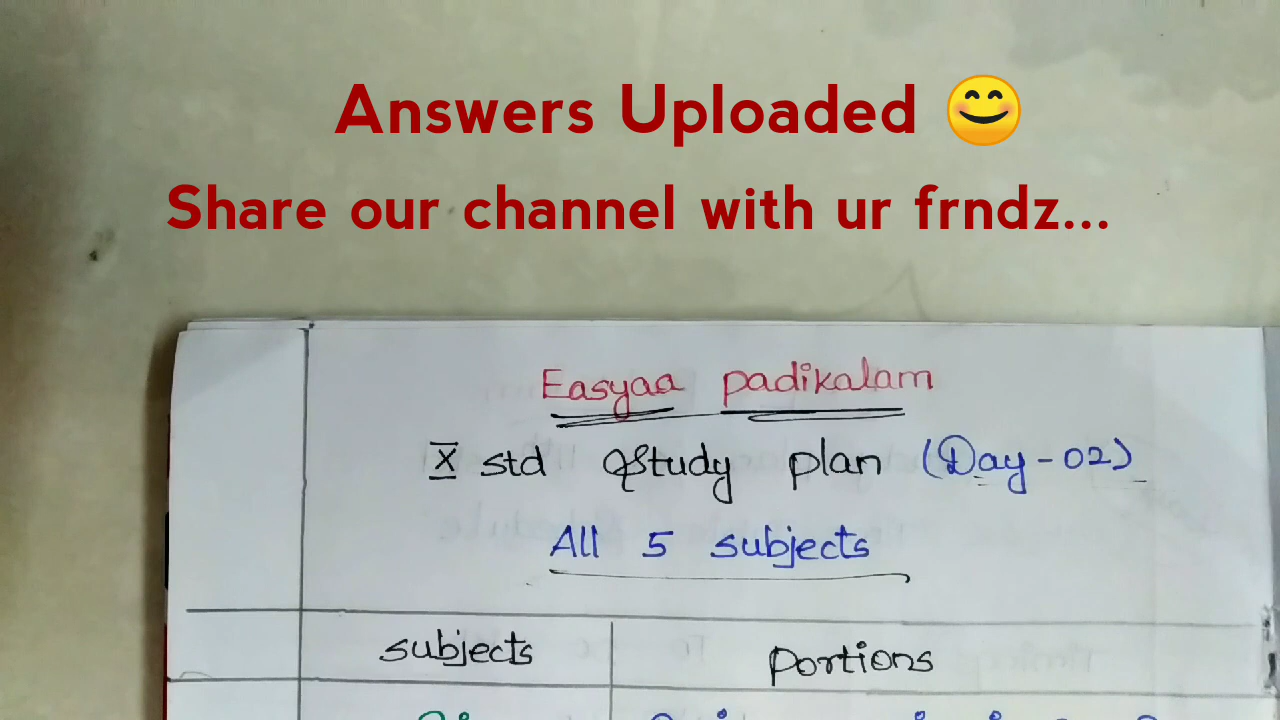 Answers Uploaded 😊
Share our channel with ur frndz...
Easyaa padikalam
X std Study plan (Day-02)
All 5 subjects
subjects Portions